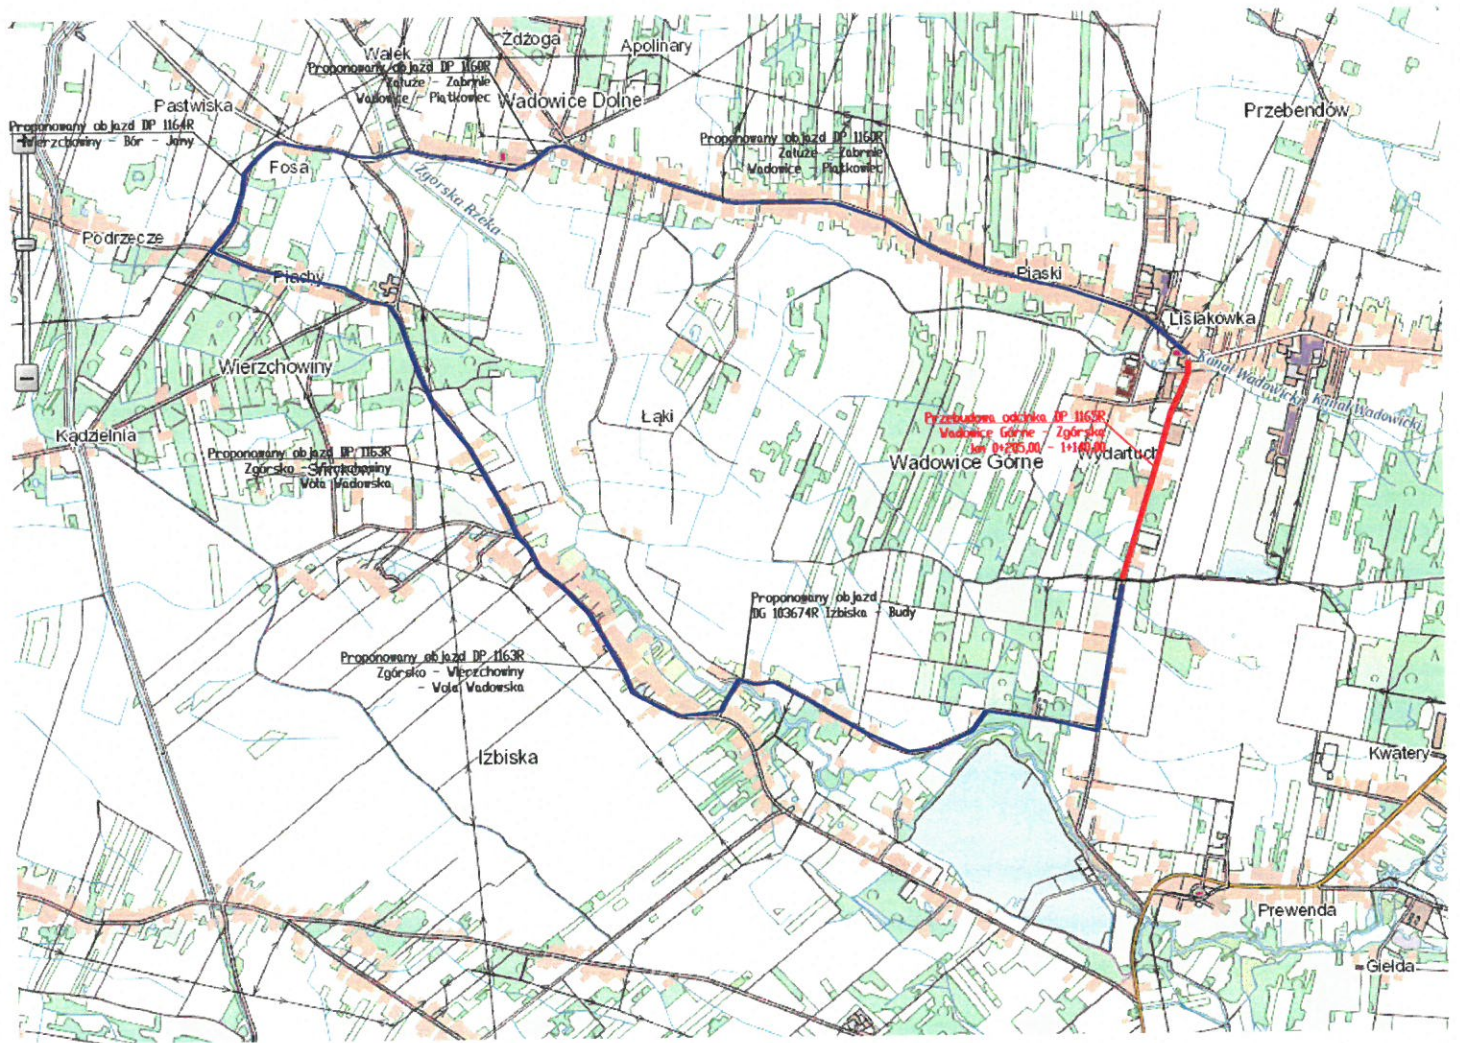 Zdżoga
Apolinary
Wałek
Proponowany objazd DP 1160R
Załuże - Zabrnie
Wadowice - Piątkowiec
Wadowice Dolne
Pastwiska
Przebendów
Proponowany objazd DP 1164R
Wierzchowiny - Bór - Jamy
Proponowany objazd DP 1160R
Załuże - Zabrnie
Wadowice - Piątkowiec
Fosa
Zgórska Rzeka
Podrzecze
Piachy
Piaski
Lisiakówka
Kanał Wadowicki
Kanał Wadowicki
Wierzchowiny
Łąki
Kądzielnia
Przebudowa odcinka DP 1165R
Wadowice Górne - Zgórsko
km 0+205,00 - 1+140,00
Wydartuch
Wadowice Górne
Proponowany objazd DP 1163R
Zgórsko - Wierzchowiny
Wola Wadowska
Proponowany objazd
DG 103674R Izbiska - Budy
Proponowany objazd DP 1163R
Zgórsko - Wierzchowiny
- Wola Wadowska
Izbiska
Kwatery
Prewenda
Giełda